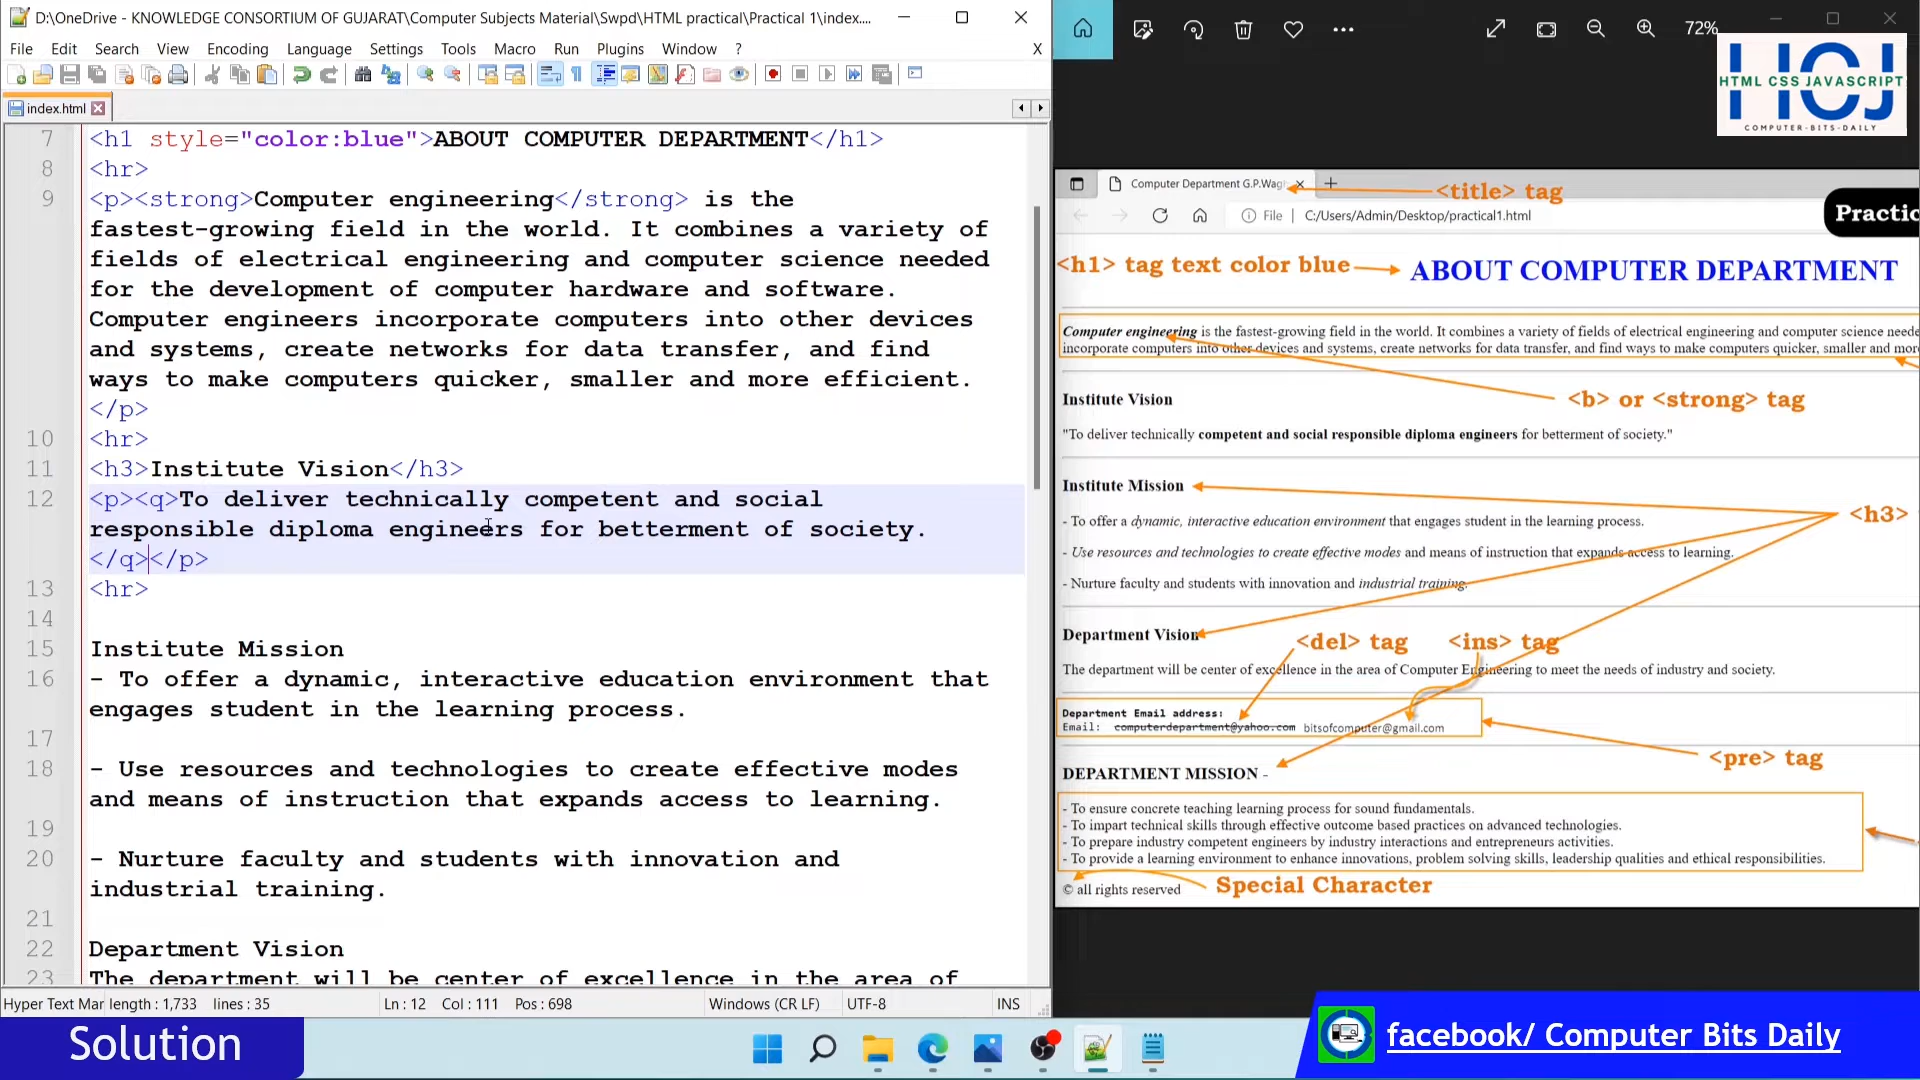 D:\OneDrive - KNOWLEDGE CONSORTIUM OF GUJARAT\Computer Subjects Material\Swpd\HTML practical\Practical 1\index....
File Edit Search View Encoding Language Settings Tools Macro Run Plugins Window ? X
index.html
7 <h1 style="color:blue">ABOUT COMPUTER DEPARTMENT</h1>
8 <hr>
9 <p><strong>Computer engineering</strong> is the
fastest-growing field in the world. It combines a variety of
fields of electrical engineering and computer science needed
for the development of computer hardware and software.
Computer engineers incorporate computers into other devices
and systems, create networks for data transfer, and find
ways to make computers quicker, smaller and more efficient.
</p>
10 <hr>
11 <h3>Institute Vision</h3>
12 <p><q>To deliver technically competent and social
responsible diploma engineers for betterment of society.
</q></p>
13 <hr>
14
15 Institute Mission
16 - To offer a dynamic, interactive education environment that
engages student in the learning process.
17
18 - Use resources and technologies to create effective modes
and means of instruction that expands access to learning.
19
20 - Nurture faculty and students with innovation and
industrial training.
21
22 Department Vision
23 The department will be center of excellence in the area of
Hyper Text Mar length : 1,733 lines : 35 Ln : 12 Col : 111 Pos : 698 Windows (CR LF) UTF-8 INS
Solution
72%
HCJ
HTML CSS JAVASCRIPT
COMPUTER-BITS-DAILY
Computer Department G.P.Wag
<title> tag
Practic
File C:/Users/Admin/Desktop/practical1.html
<h1> tag text color blue
ABOUT COMPUTER DEPARTMENT
Computer engineering is the fastest-growing field in the world. It combines a variety of fields of electrical engineering and computer science neede
incorporate computers into other devices and systems, create networks for data transfer, and find ways to make computers quicker, smaller and mor
<b> or <strong> tag
Institute Vision
"To deliver technically competent and social responsible diploma engineers for betterment of society."
Institute Mission
<h3>
- To offer a dynamic, interactive education environment that engages student in the learning process.
- Use resources and technologies to create effective modes and means of instruction that expands access to learning.
- Nurture faculty and students with innovation and industrial training.
Department Vision
<del> tag <ins> tag
The department will be center of excellence in the area of Computer Engineering to meet the needs of industry and society.
Department Email address:
Email: computerdepartment@yahoo.com bitsofcomputer@gmail.com
<pre> tag
DEPARTMENT MISSION -
- To ensure concrete teaching learning process for sound fundamentals.
- To impart technical skills through effective outcome based practices on advanced technologies.
- To prepare industry competent engineers by industry interactions and entrepreneurs activities.
- To provide a learning environment to enhance innovations, problem solving skills, leadership qualities and ethical responsibilities.
© all rights reserved
Special Character
facebook/ Computer Bits Daily